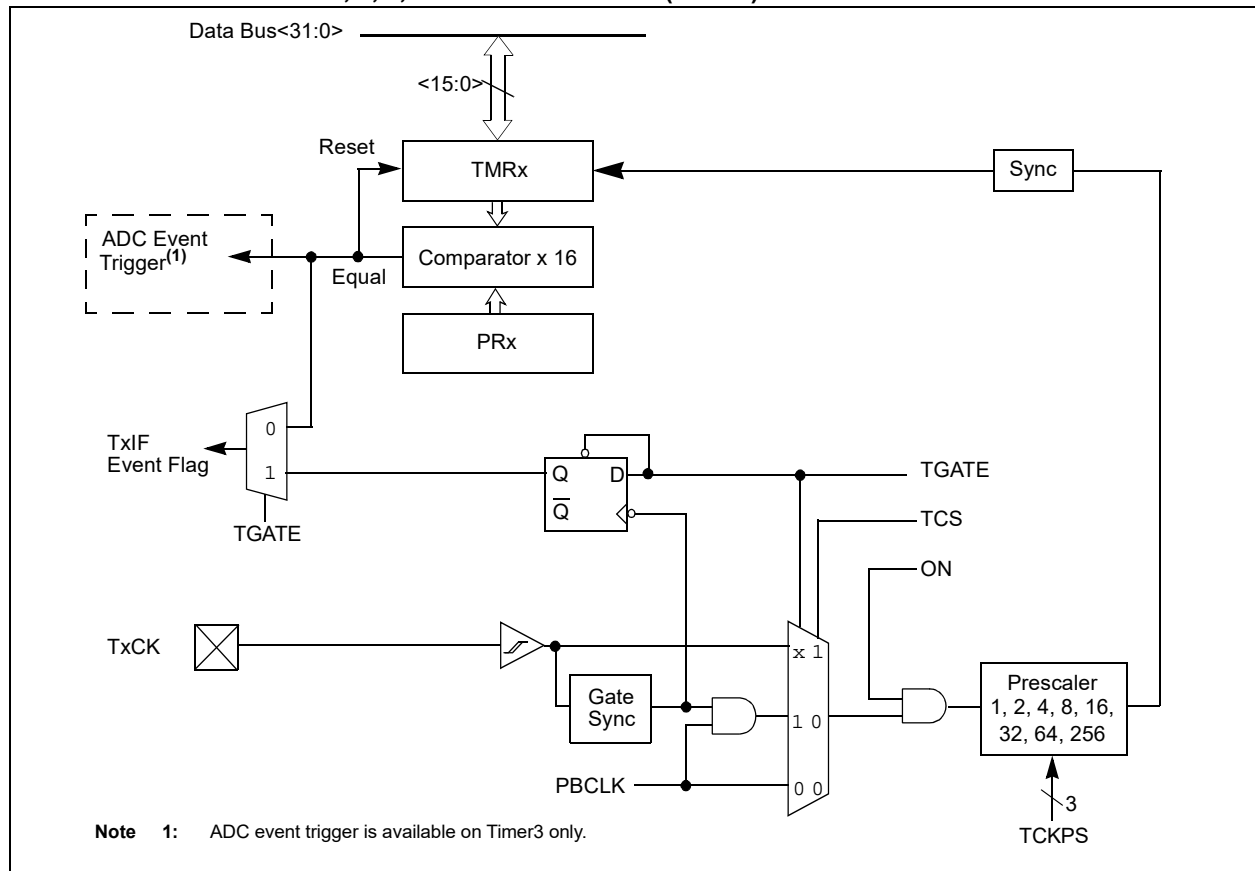 Data Bus<31:0>
<15:0>
Reset
TMRx
Sync
ADC Event
Trigger(1)
Equal
Comparator x 16
PRx
0
TxIF
Event Flag
1
Q D
Q
TGATE
TGATE
TCS
ON
TxCK
x 1
Gate
Sync
1 0
Prescaler
1, 2, 4, 8, 16,
32, 64, 256
PBCLK
0 0
3
TCKPS
Note 1: ADC event trigger is available on Timer3 only.